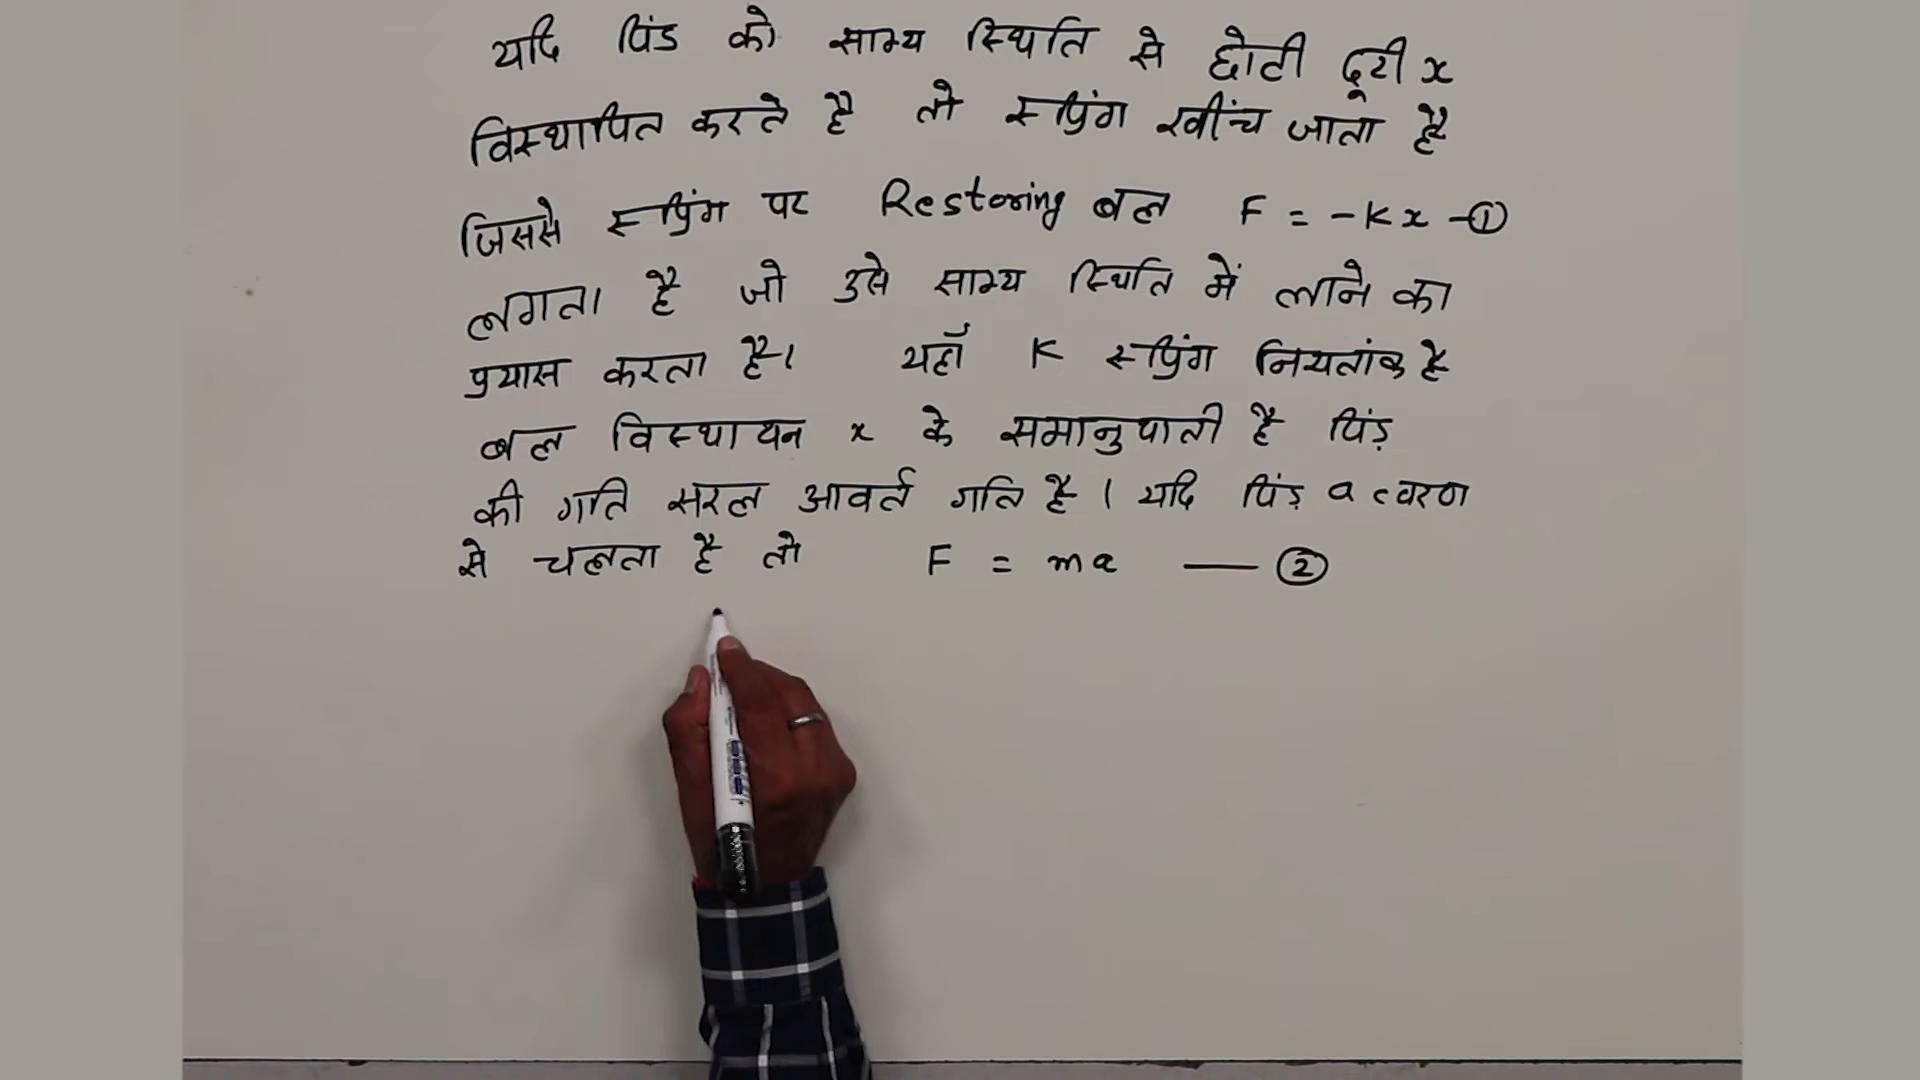 यदि पिंड को साम्य स्थिति से छोटी दूरी x
विस्थापित करते है तो स्प्रिंग खींच जाता है
जिससे स्प्रिंग पर Restoring बल F = -Kx -①
लगता है जो उसे साम्य स्थिति में लाने का
प्रयास करता है। यहाँ K स्प्रिंग नियतांक है
बल विस्थापन x के समानुपाती है पिंड़
की गति सरल आवर्त गति है। यदि पिंड़ a त्वरण
से चलता है तो F = ma — ②